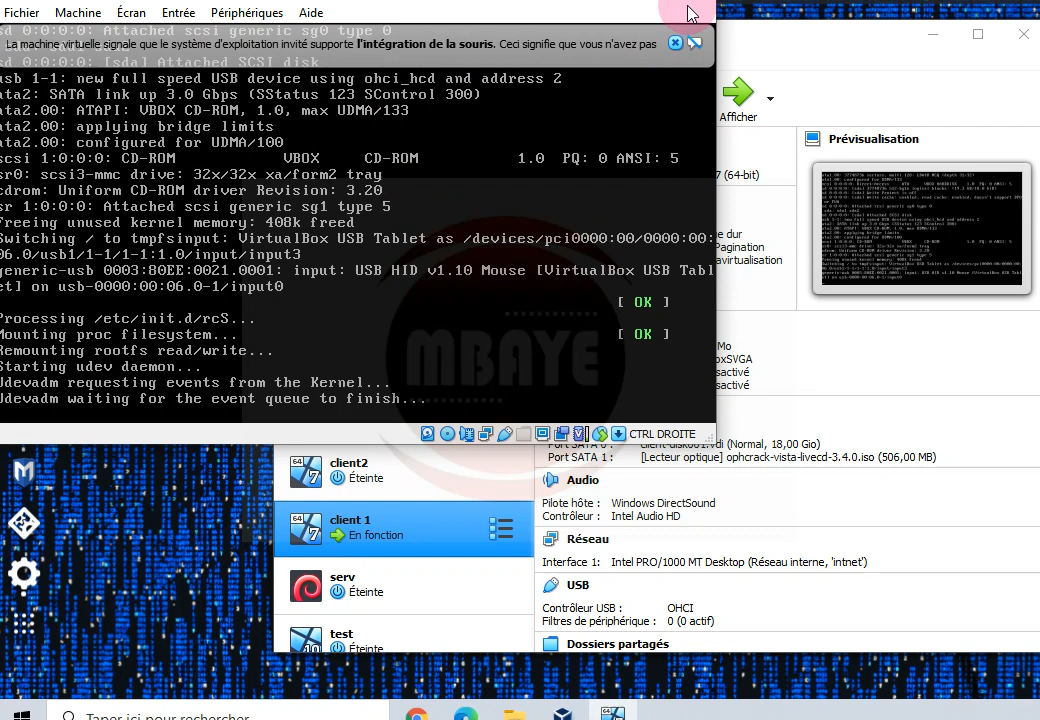 Fichier Machine Écran Entrée Périphériques Aide
sd 0:0:0:0: Attached scsi generic sg0 type 0
La machine virtuelle signale que le système d'exploitation invité supporte l'intégration de la souris. Ceci signifie que vous n'avez pas
sd 0:0:0:0: [sda] Attached SCSI disk
usb 1-1: new full speed USB device using ohci_hcd and address 2
ata2: SATA link up 3.0 Gbps (SStatus 123 SControl 300)
ata2.00: ATAPI: VBOX CD-ROM, 1.0, max UDMA/133
ata2.00: applying bridge limits
ata2.00: configured for UDMA/100
scsi 1:0:0:0: CD-ROM VBOX CD-ROM 1.0 PQ: 0 ANSI: 5
sr0: scsi3-mmc drive: 32x/32x xa/form2 tray
cdrom: Uniform CD-ROM driver Revision: 3.20
sr 1:0:0:0: Attached scsi generic sg1 type 5
Freeing unused kernel memory: 408k freed
Switching / to tmpfsinput: VirtualBox USB Tablet as /devices/pci0000:00/0000:00:
06.0/usb1/1-1/1-1:1.0/input/input3
generic-usb 0003:80EE:0021.0001: input: USB HID v1.10 Mouse [VirtualBox USB Tabl
et] on usb-0000:00:06.0-1/input0
[ OK ]
Processing /etc/init.d/rcS...
Mounting proc filesystem... [ OK ]
Remounting rootfs read/write...
Starting udev daemon...
Udevadm requesting events from the Kernel...
Udevadm waiting for the event queue to finish...
MBAYE
CTRL DROITE
Afficher
Prévisualisation
7 (64-bit)
e dur
Pagination
avirtualisation
Mo
oxSVGA
sactivé
sactivé
Port SATA 0 : client-disk001.vdi (Normal, 18,00 Gio)
Port SATA 1 : [Lecteur optique] ophcrack-vista-livecd-3.4.0.iso (506,00 MB)
Audio
Pilote hôte : Windows DirectSound
Contrôleur : Intel Audio HD
Réseau
Interface 1: Intel PRO/1000 MT Desktop (Réseau interne, 'intnet')
USB
Contrôleur USB : OHCI
Filtres de périphérique : 0 (0 actif)
Dossiers partagés
client2
Éteinte
client 1
En fonction
serv
Éteinte
test
Éteinte
Taper ici pour rechercher